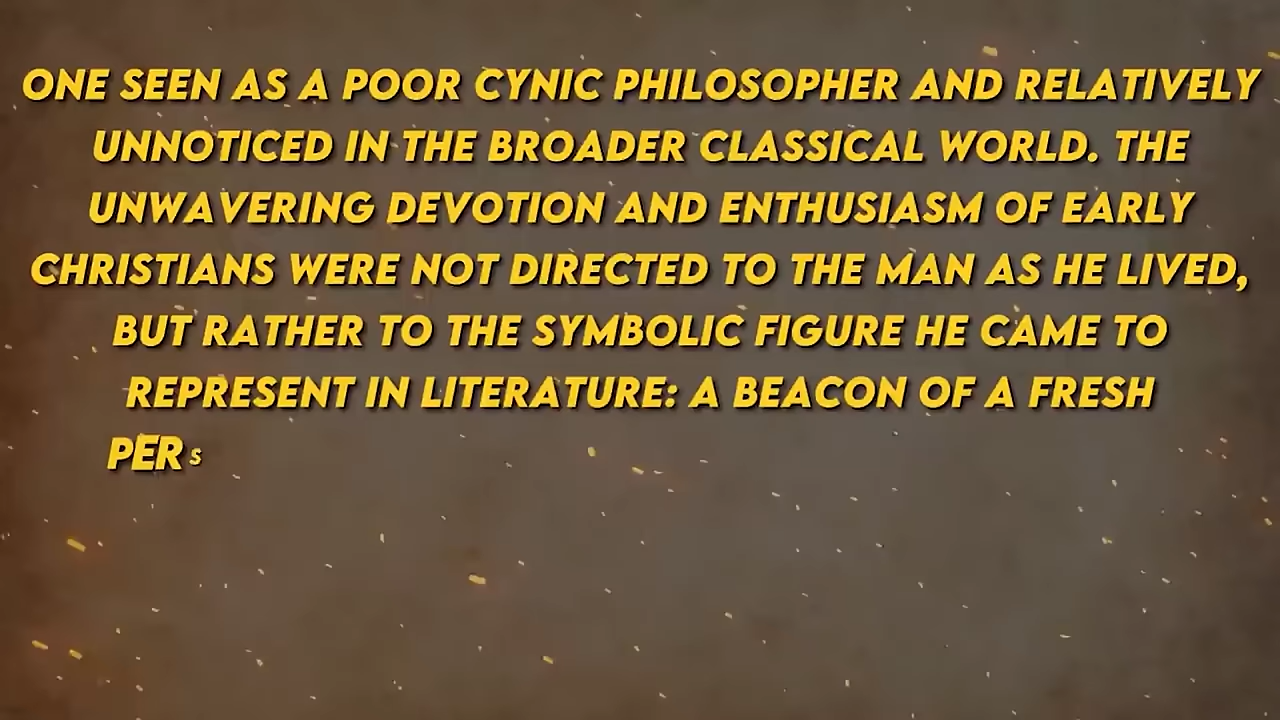 ONE SEEN AS A POOR CYNIC PHILOSOPHER AND RELATIVELY
UNNOTICED IN THE BROADER CLASSICAL WORLD. THE
UNWAVERING DEVOTION AND ENTHUSIASM OF EARLY
CHRISTIANS WERE NOT DIRECTED TO THE MAN AS HE LIVED,
BUT RATHER TO THE SYMBOLIC FIGURE HE CAME TO
REPRESENT IN LITERATURE: A BEACON OF A FRESH
PERS